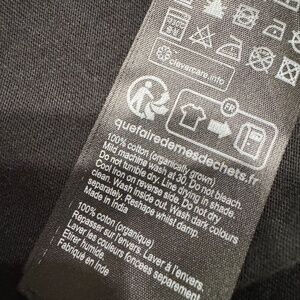 clevercare.info
FR
quefairedemesdechets.fr
100% cotton (organically grown)
Mild machine wash at 30. Do not bleach.
Do not tumble dry. Line drying in shade.
Cool iron on reverse side. Do not dry
clean. Wash inside out. Wash dark colours
separately. Reshape whilst damp.
Made in India
100% coton (organique)
Repasser sur l'envers. Laver à l'envers.
Laver les couleurs foncées séparément.
Etirer humide.
Fabriqué en Inde